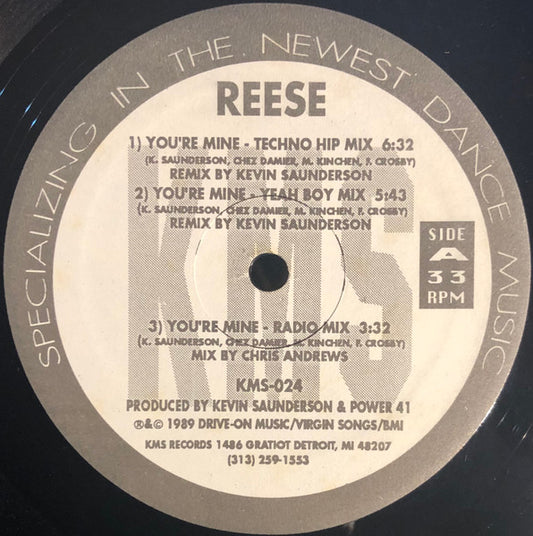 SPECIALIZING IN THE NEWEST DANCE MUSIC
REESE
1) YOU'RE MINE - TECHNO HIP MIX 6:32
(K. SAUNDERSON, CHEZ DAMIER, M. KINCHEN, F. CROSBY)
REMIX BY KEVIN SAUNDERSON
2) YOU'RE MINE - YEAH BOY MIX 5:43
(K. SAUNDERSON, CHEZ DAMIER, M. KINCHEN, F. CROSBY)
REMIX BY KEVIN SAUNDERSON
SIDE
A
33
RPM
KMS
3) YOU'RE MINE - RADIO MIX 3:32
(K. SAUNDERSON, CHEZ DAMIER, M. KINCHEN, F. CROSBY)
MIX BY CHRIS ANDREWS
KMS-024
PRODUCED BY KEVIN SAUNDERSON & POWER 41
℗&© 1989 DRIVE-ON MUSIC/VIRGIN SONGS/BMI
KMS RECORDS 1486 GRATIOT DETROIT, MI 48207
(313) 259-1553